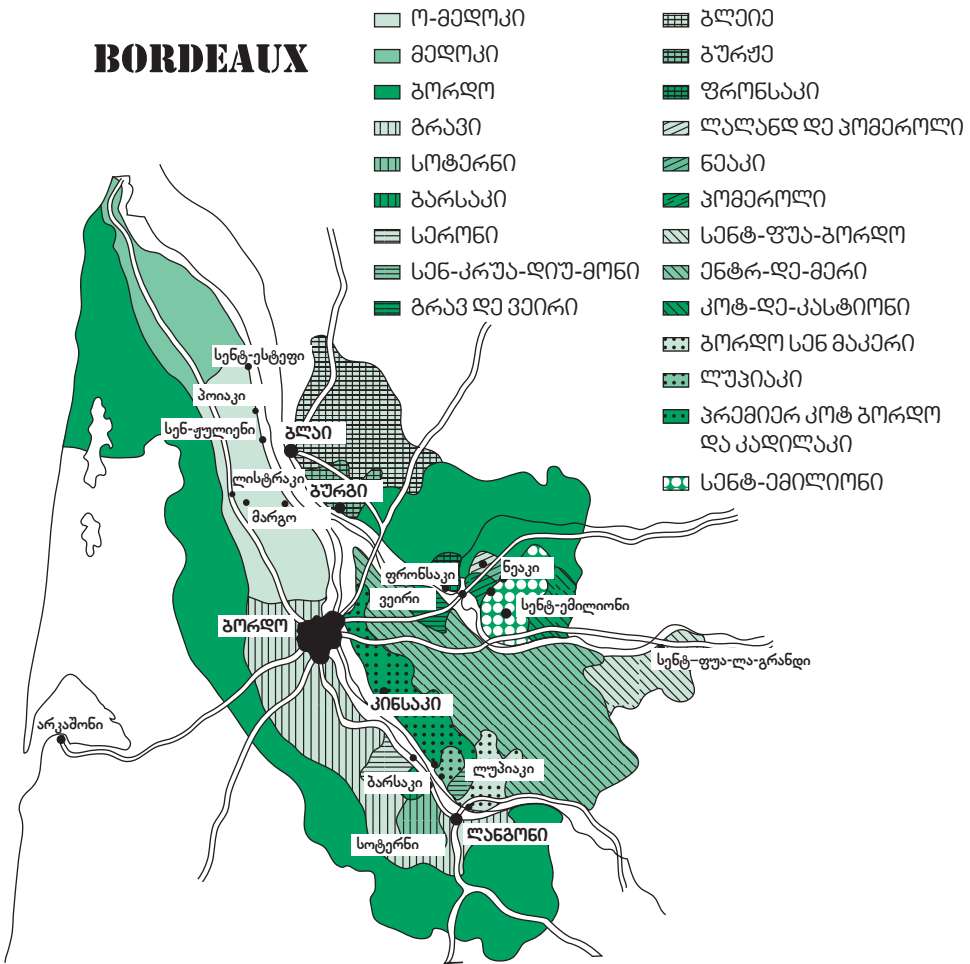 BORDEAUX
ო-მედოკი
მედოკი
ბორდო
გრავი
სოტერნი
ბარსაკი
სერონი
სენ-კრუა-დიუ-მონი
გრავ დე ვეირი
ბლეიე
ბურჟე
ფრონსაკი
ლალანდ დე პომეროლი
ნეაკი
პომეროლი
სენტ-ფუა-ბორდო
ენტრ-დე-მერი
კოტ-დე-კასტიონი
ბორდო სენ მაკერი
ლუპიაკი
პრემიერ კოტ ბორდო
და კადილაკი
სენტ-ემილიონი
სენტ-ესტეფი
პოიაკი
სენ-ჟულიენი
ბლაი
ლისტრაკი
ბურგი
მარგო
ფრონსაკი
ნეაკი
ვეირი
სენტ-ემილიონი
ბორდო
სენტ-ფუა-ლა-გრანდი
კინსაკი
არკაშონი
ლუპიაკი
ბარსაკი
ლანგონი
სოტერნი